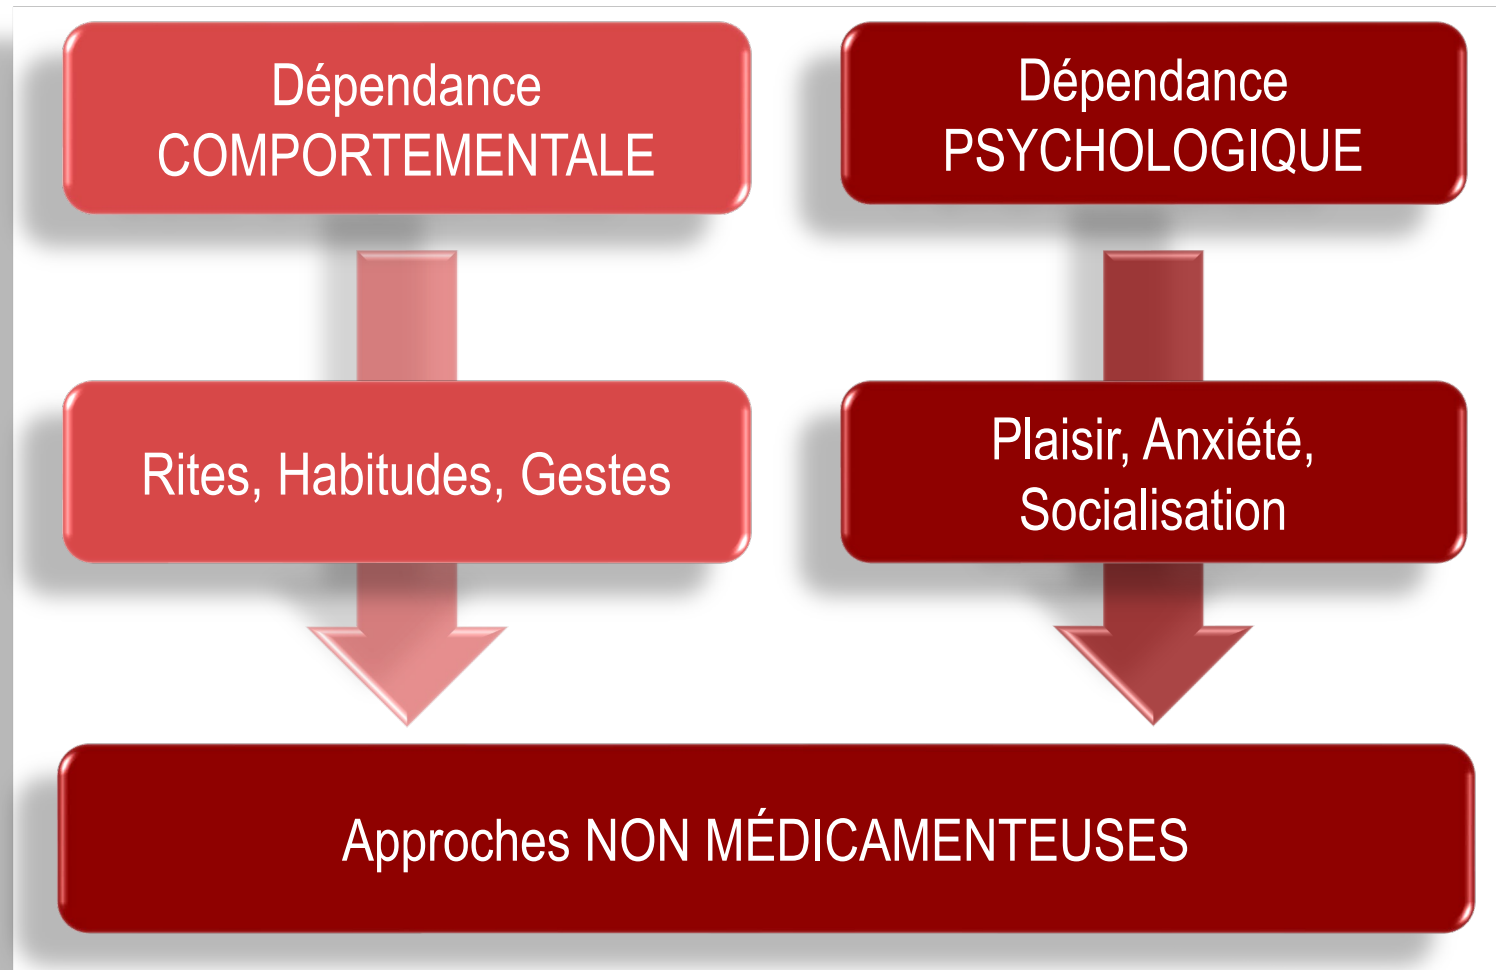 Dépendance
COMPORTEMENTALE
Dépendance
PSYCHOLOGIQUE
Rites, Habitudes, Gestes
Plaisir, Anxiété,
Socialisation
Approches NON MÉDICAMENTEUSES